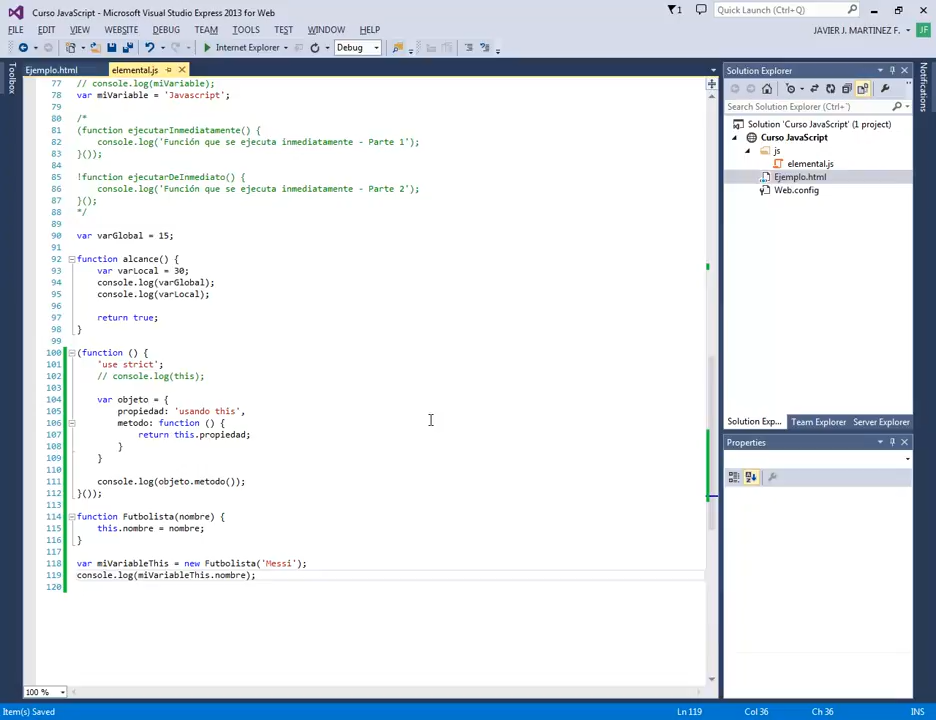 Curso JavaScript - Microsoft Visual Studio Express 2013 for Web
1
Quick Launch (Ctrl+Q)
FILE EDIT VIEW WEBSITE DEBUG TEAM TOOLS TEST WINDOW HELP
JAVIER J. MARTINEZ F.
JF
Internet Explorer
Debug
Toolbox
Ejemplo.html
elemental.js
77 // console.log(miVariable);
78 var miVariable = 'Javascript';
79
80 /*
81 (function ejecutarInmediatamente() {
82 console.log('Función que se ejecuta inmediatamente - Parte 1');
83 }());
84
85 !function ejecutarDeInmediato() {
86 console.log('Función que se ejecuta inmediatamente - Parte 2');
87 }();
88 */
89
90 var varGlobal = 15;
91
92 function alcance() {
93 var varLocal = 30;
94 console.log(varGlobal);
95 console.log(varLocal);
96
97 return true;
98 }
99
100 (function () {
101 'use strict';
102 // console.log(this);
103
104 var objeto = {
105 propiedad: 'usando this',
106 metodo: function () {
107 return this.propiedad;
108 }
109 }
110
111 console.log(objeto.metodo());
112 }());
113
114 function Futbolista(nombre) {
115 this.nombre = nombre;
116 }
117
118 var miVariableThis = new Futbolista('Messi');
119 console.log(miVariableThis.nombre);
120
100 %
Solution Explorer
Search Solution Explorer (Ctrl+')
Solution 'Curso JavaScript' (1 project)
Curso JavaScript
js
elemental.js
Ejemplo.html
Web.config
Solution Exp... Team Explorer Server Explorer
Properties
Notifications
Item(s) Saved
Ln 119
Col 36
Ch 36
INS